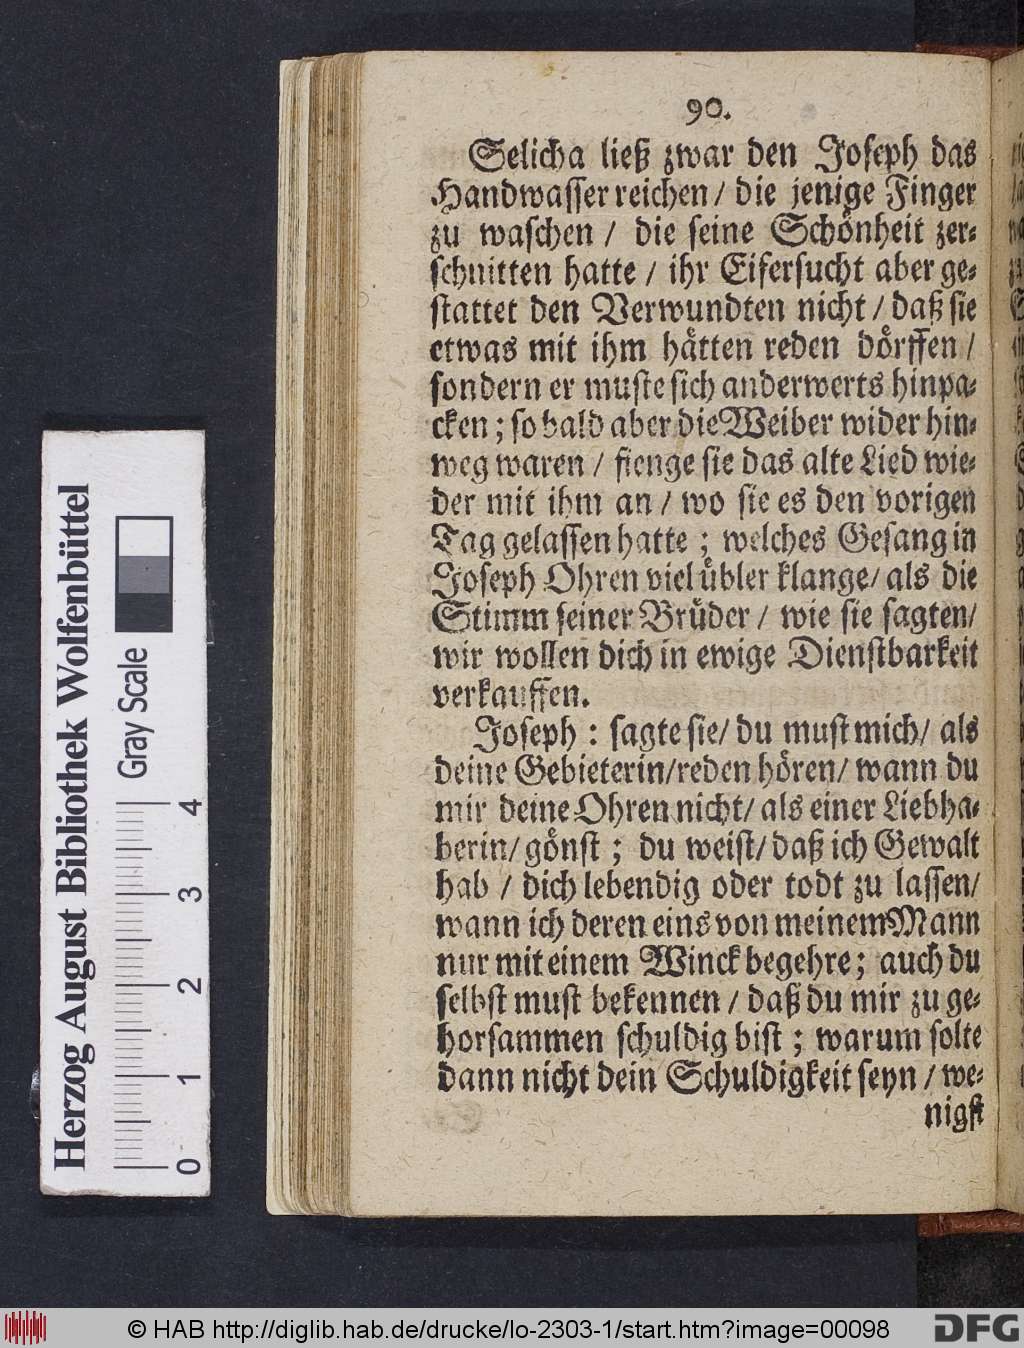 90.
Selicha ließ zwar den Joseph das
Handwasser reichen / die jenige Finger
zu waschen / die seine Schönheit zer-
schnitten hatte / ihr Eifersucht aber ge-
stattet den Verwundten nicht / daß sie
etwas mit ihm hätten reden dörffen /
sondern er muste sich anderwerts hinpa-
cken ; so bald aber die Weiber wider hin-
weg waren / fienge sie das alte Lied wie-
der mit ihm an / wo sie es den vorigen
Tag gelassen hatte ; welches Gesang in
Joseph Ohren viel übler klange / als die
Stimm seiner Brüder / wie sie sagten /
wir wollen dich in ewige Dienstbarkeit
verkauffen.
Joseph : sagte sie / du must mich / als
deine Gebieterin / reden hören / wann du
mir deine Ohren nicht / als einer Liebha-
berin / gönst ; du weist / daß ich Gewalt
hab / dich lebendig oder todt zu lassen /
wann ich deren eins von meinem Mann
nur mit einem Winck begehre ; auch du
selbst must bekennen / daß du mir zu ge-
horsammen schuldig bist ; warum solte
dann nicht dein Schuldigkeit seyn / we-
nigst
Herzog August Bibliothek Wolfenbüttel
Gray Scale
0 1 2 3 4
© HAB http://diglib.hab.de/drucke/lo-2303-1/start.htm?image=00098
DFG